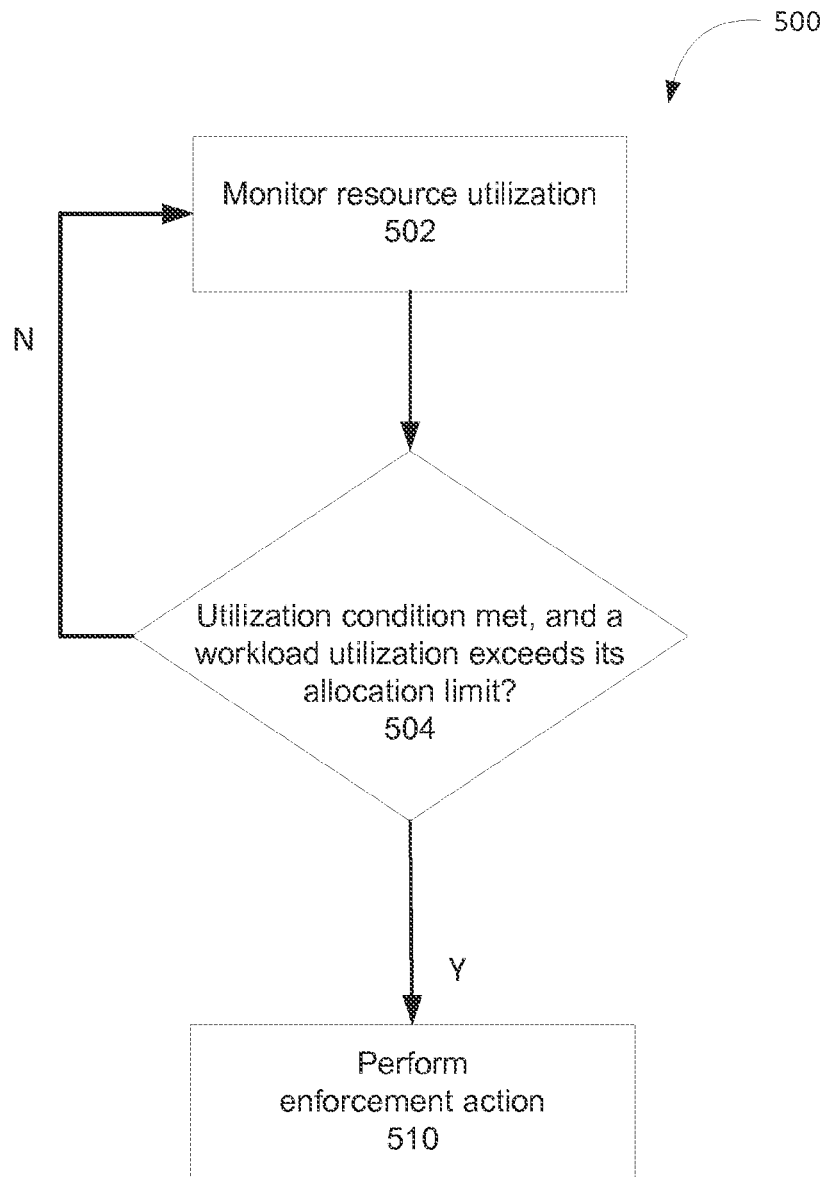 500
Monitor resource utilization
502
N
Utilization condition met, and a
workload utilization exceeds its
allocation limit?
504
Y
Perform
enforcement action
510